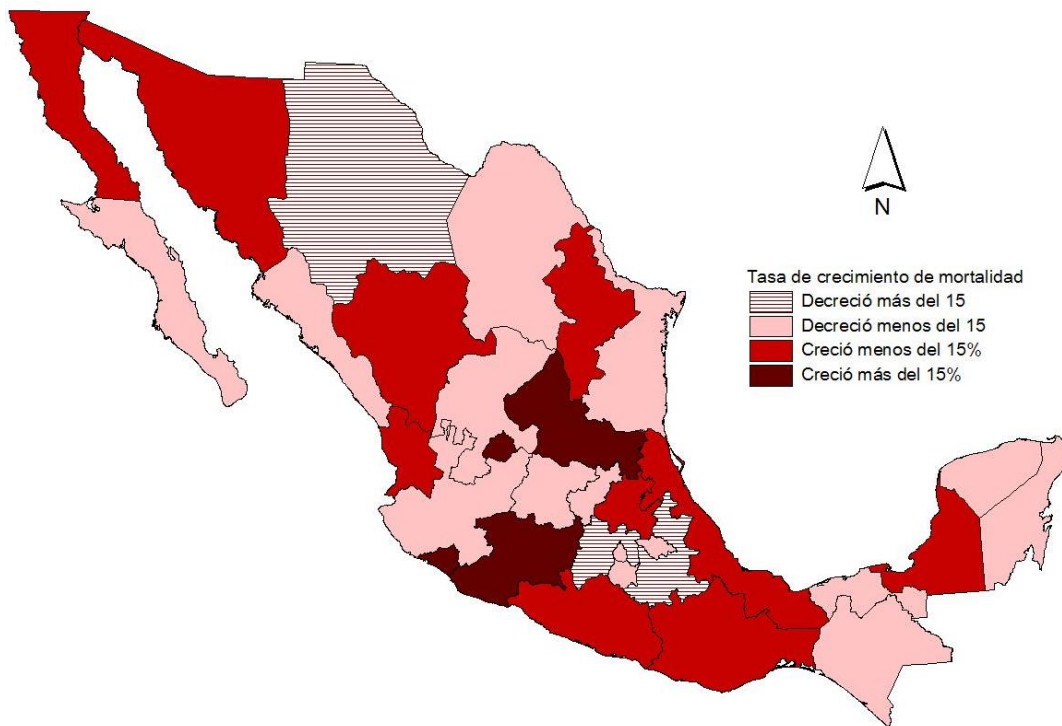 N
Tasa de crecimiento de mortalidad
Decreció más del 15
Decreció menos del 15
Creció menos del 15%
Creció más del 15%